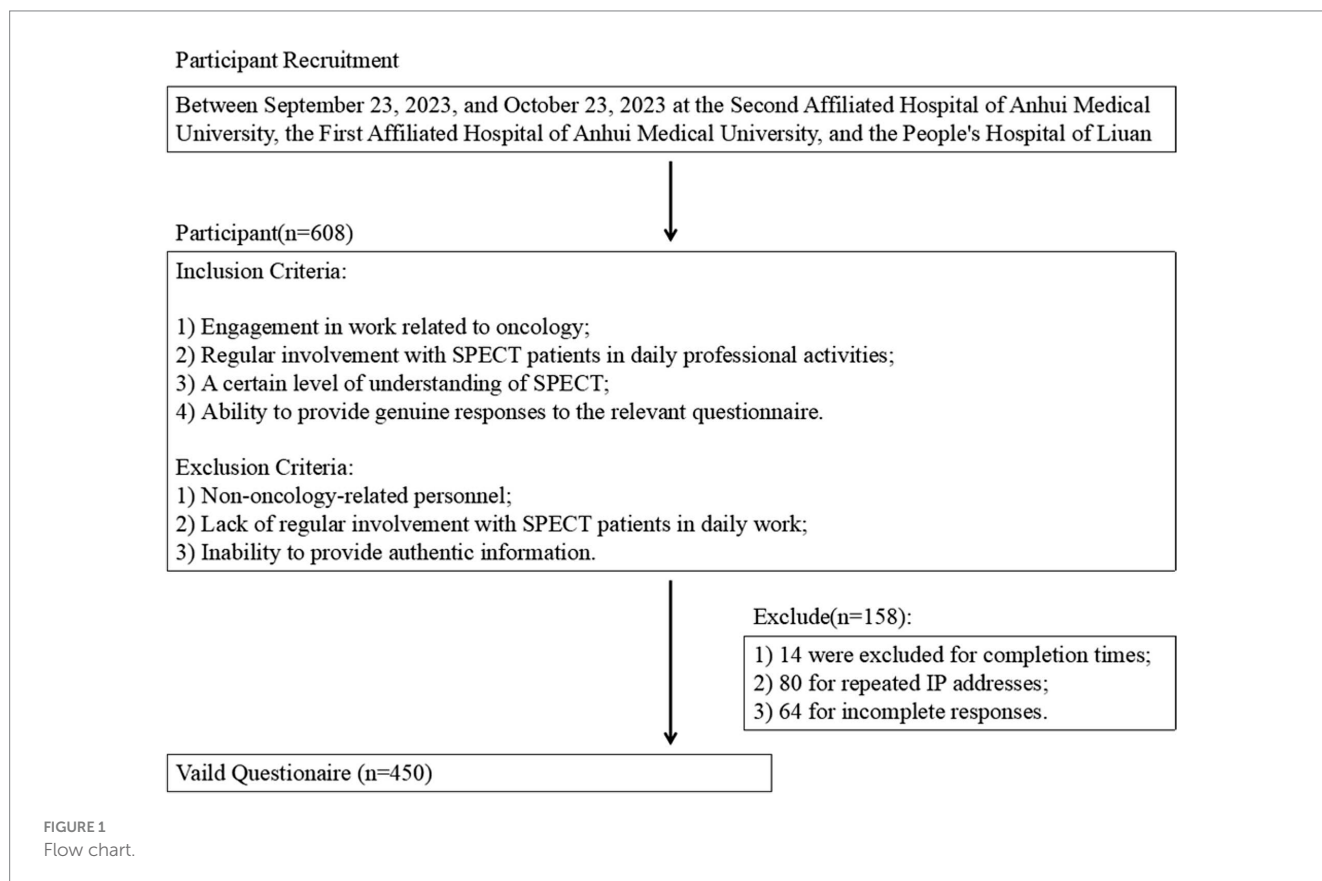 Participant Recruitment
Between September 23, 2023, and October 23, 2023 at the Second Affiliated Hospital of Anhui Medical
University, the First Affiliated Hospital of Anhui Medical University, and the People's Hospital of Liuan
Participant(n=608)
Inclusion Criteria:
1) Engagement in work related to oncology;
2) Regular involvement with SPECT patients in daily professional activities;
3) A certain level of understanding of SPECT;
4) Ability to provide genuine responses to the relevant questionnaire.
Exclusion Criteria:
1) Non-oncology-related personnel;
2) Lack of regular involvement with SPECT patients in daily work;
3) Inability to provide authentic information.
Exclude(n=158):
1) 14 were excluded for completion times;
2) 80 for repeated IP addresses;
3) 64 for incomplete responses.
Vaild Questionaire (n=450)
FIGURE 1
Flow chart.